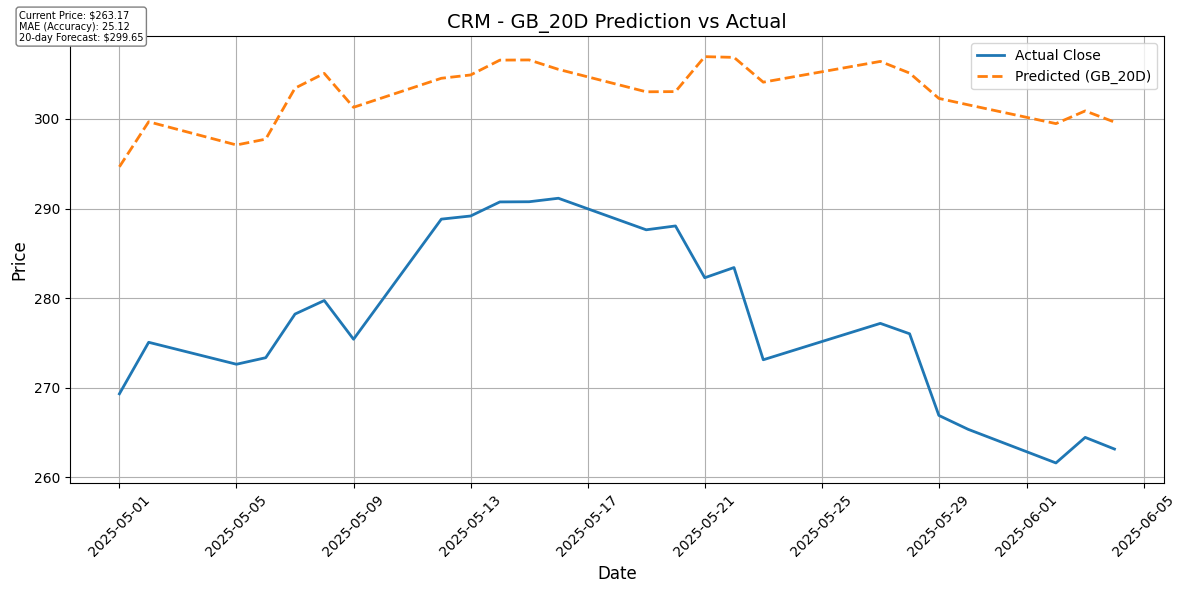 CRM - GB_20D Prediction vs Actual
Current Price: $263.17
MAE (Accuracy): 25.12
20-day Forecast: $299.65
Actual Close
Predicted (GB_20D)
Price
300
290
280
270
260
2025-05-01
2025-05-05
2025-05-09
2025-05-13
2025-05-17
2025-05-21
2025-05-25
2025-05-29
2025-06-01
2025-06-05
Date